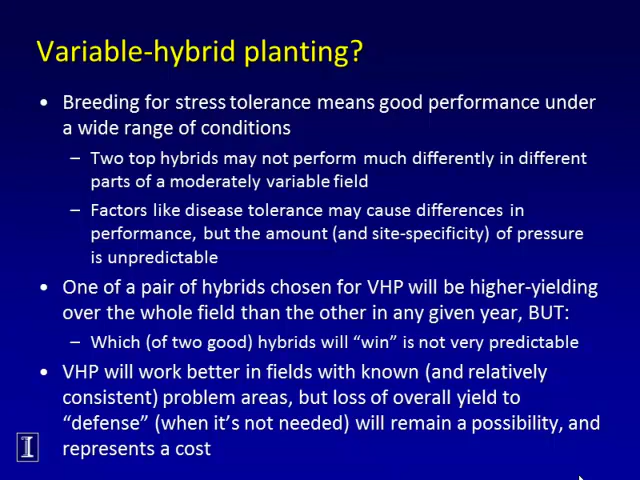 Variable-hybrid planting?
• Breeding for stress tolerance means good performance under
a wide range of conditions
– Two top hybrids may not perform much differently in different
parts of a moderately variable field
– Factors like disease tolerance may cause differences in
performance, but the amount (and site-specificity) of pressure
is unpredictable
• One of a pair of hybrids chosen for VHP will be higher-yielding
over the whole field than the other in any given year, BUT:
– Which (of two good) hybrids will “win” is not very predictable
• VHP will work better in fields with known (and relatively
consistent) problem areas, but loss of overall yield to
“defense” (when it’s not needed) will remain a possibility, and
represents a cost
I